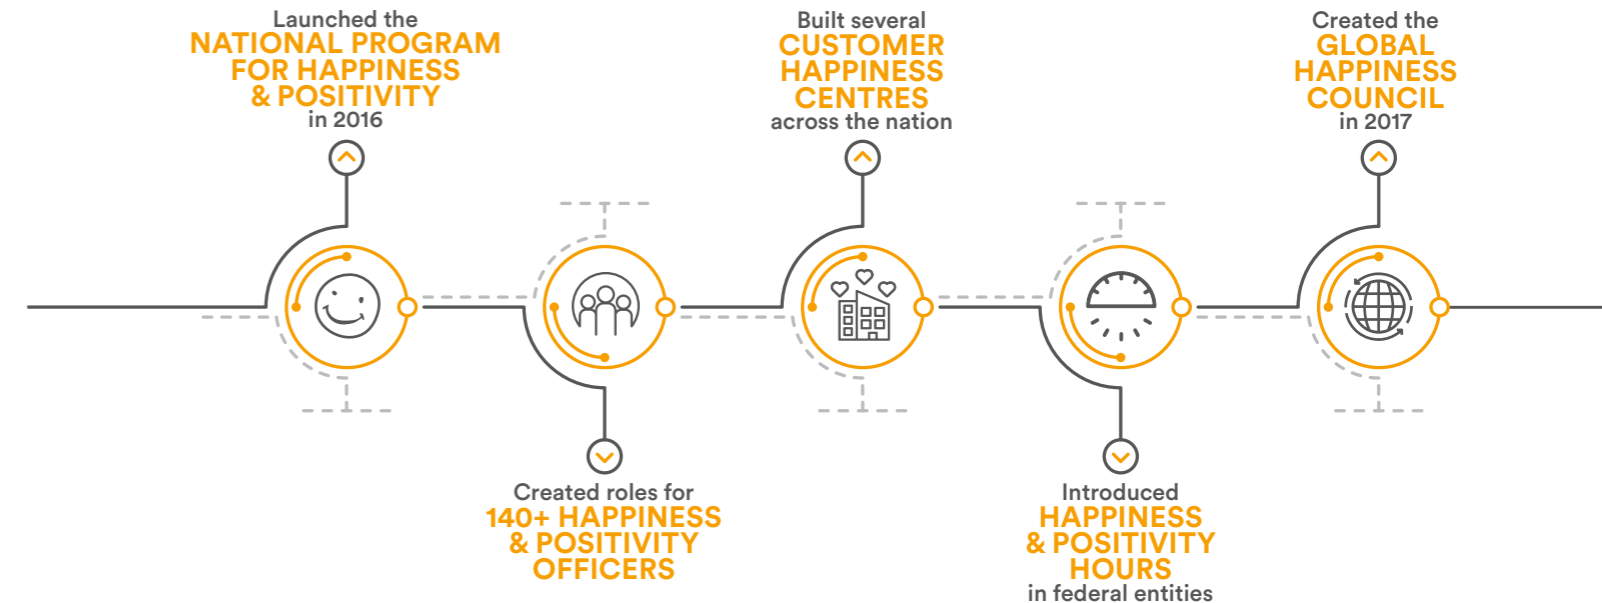 Launched the
NATIONAL PROGRAM
FOR HAPPINESS
& POSITIVITY
in 2016
Created roles for
140+ HAPPINESS
& POSITIVITY
OFFICERS
Built several
CUSTOMER
HAPPINESS
CENTRES
across the nation
Introduced
HAPPINESS
& POSITIVITY
HOURS
in federal entities
Created the
GLOBAL
HAPPINESS
COUNCIL
in 2017